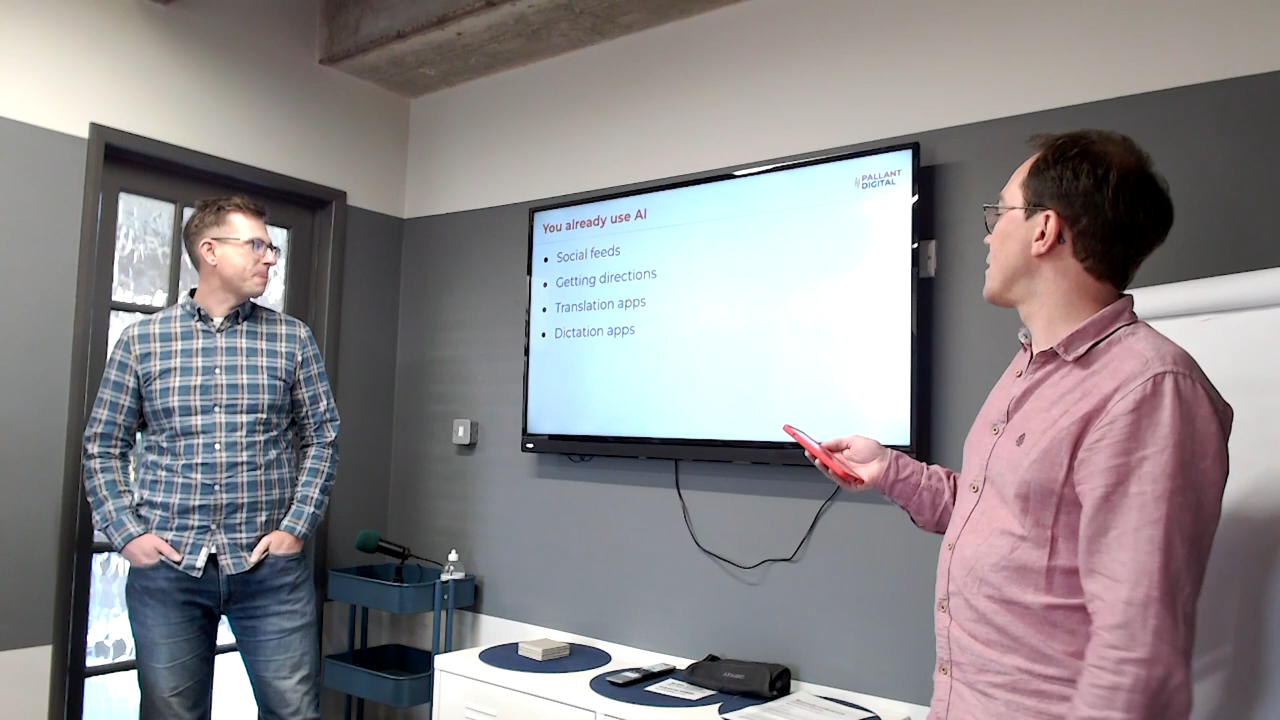 PALLANT
DIGITAL
You already use AI
• Social feeds
• Getting directions
• Translation apps
• Dictation apps